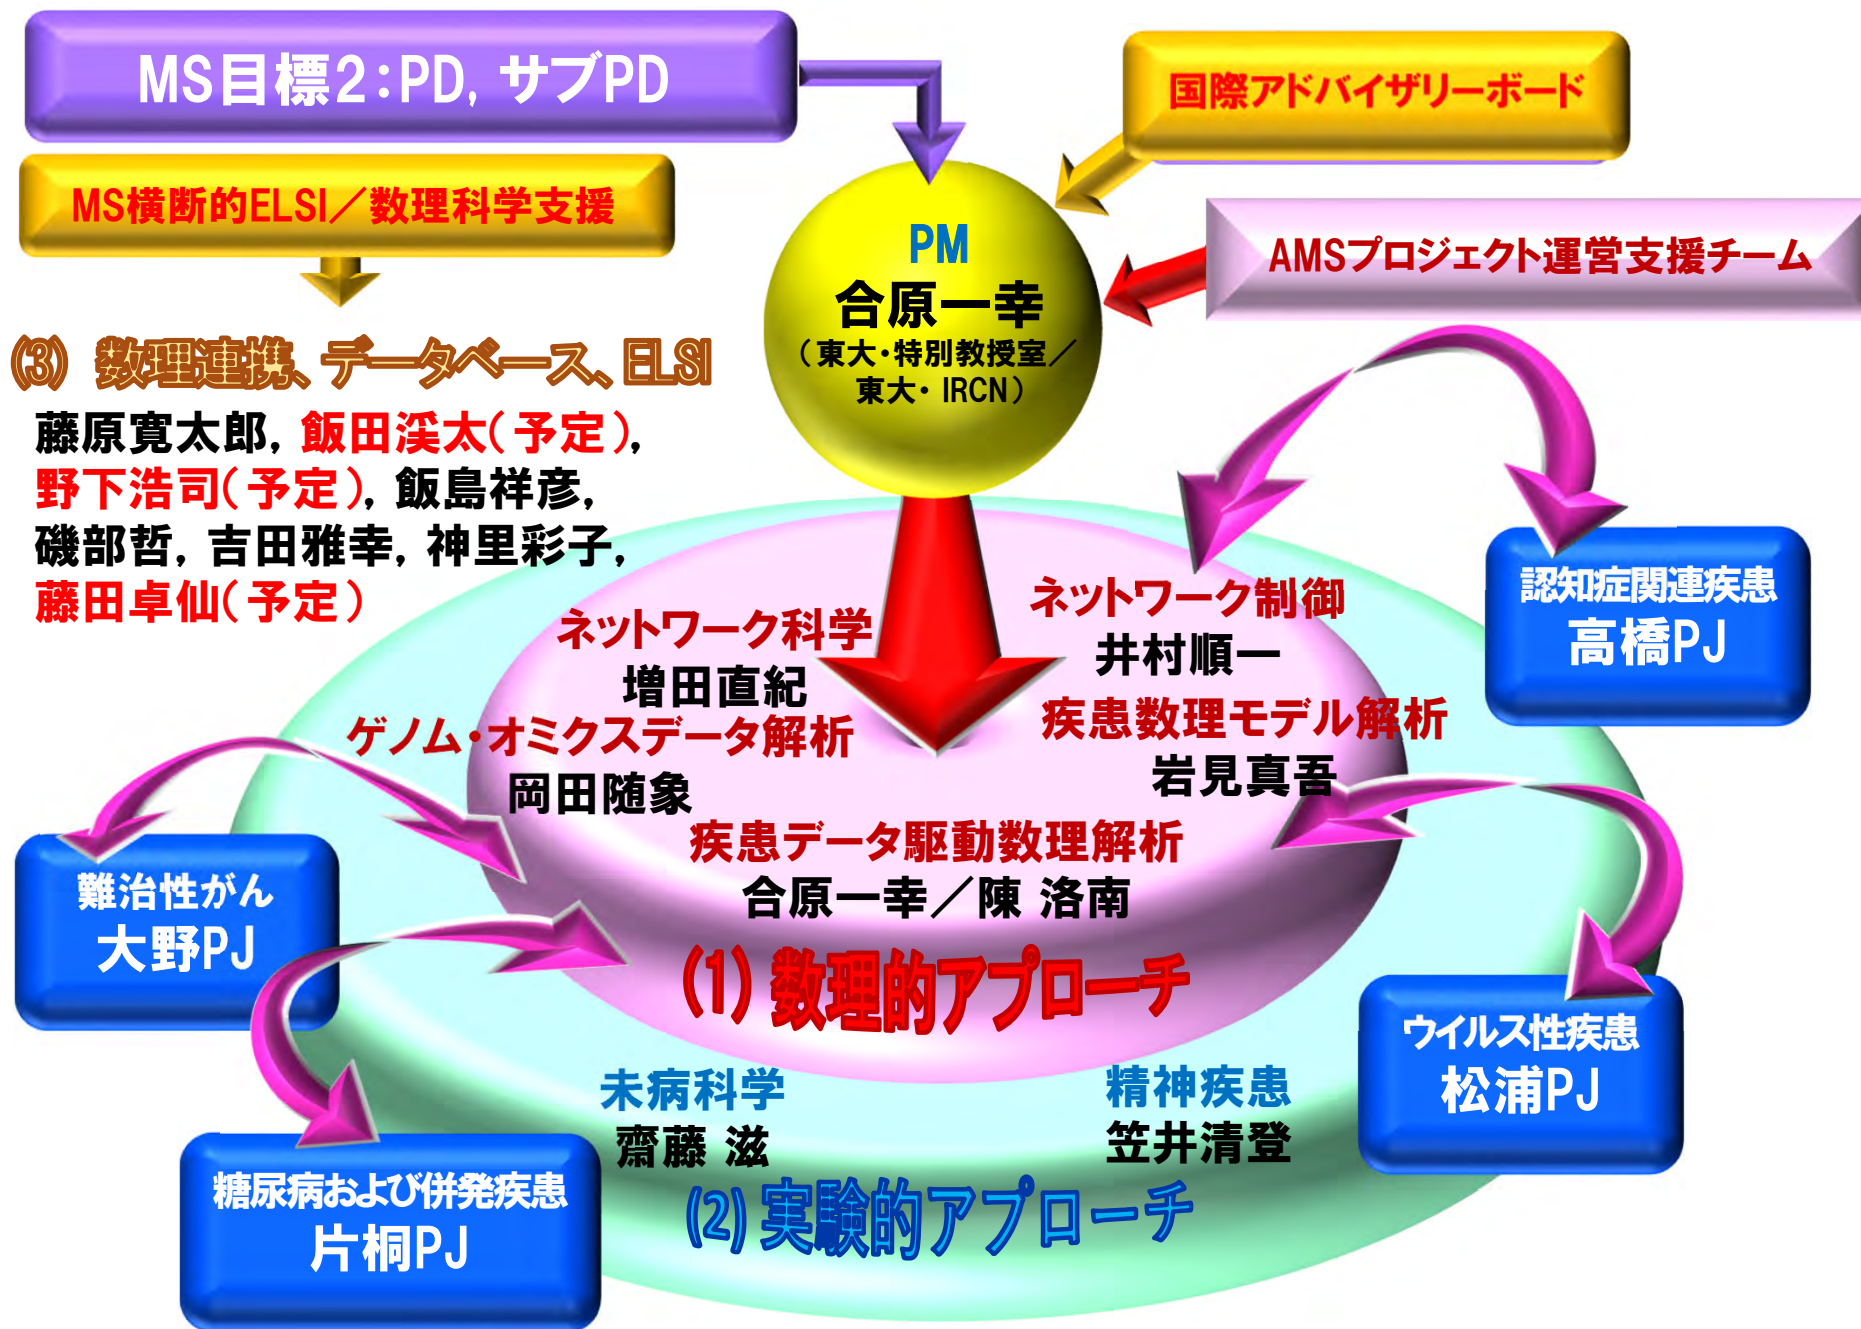 MS目標2：PD, サブPD
国際アドバイザリーボード
MS横断的ELSI／数理科学支援
AMSプロジェクト運営支援チーム
PM
合原一幸
（東大・特別教授室／
東大・ IRCN）
(3) 数理連携、データベース、ELSI
藤原寛太郎, 飯田渓太(予定),
野下浩司(予定), 飯島祥彦,
磯部哲, 吉田雅幸, 神里彩子,
藤田卓仙(予定)
ネットワーク科学
増田直紀
ネットワーク制御
井村順一
ゲノム・オミクスデータ解析
岡田随象
疾患数理モデル解析
岩見真吾
疾患データ駆動数理解析
合原一幸／陳 洛南
(1) 数理的アプローチ
認知症関連疾患
高橋PJ
難治性がん
大野PJ
未病科学
齋藤 滋
精神疾患
笠井清登
(2) 実験的アプローチ
ウイルス性疾患
松浦PJ
糖尿病および併発疾患
片桐PJ